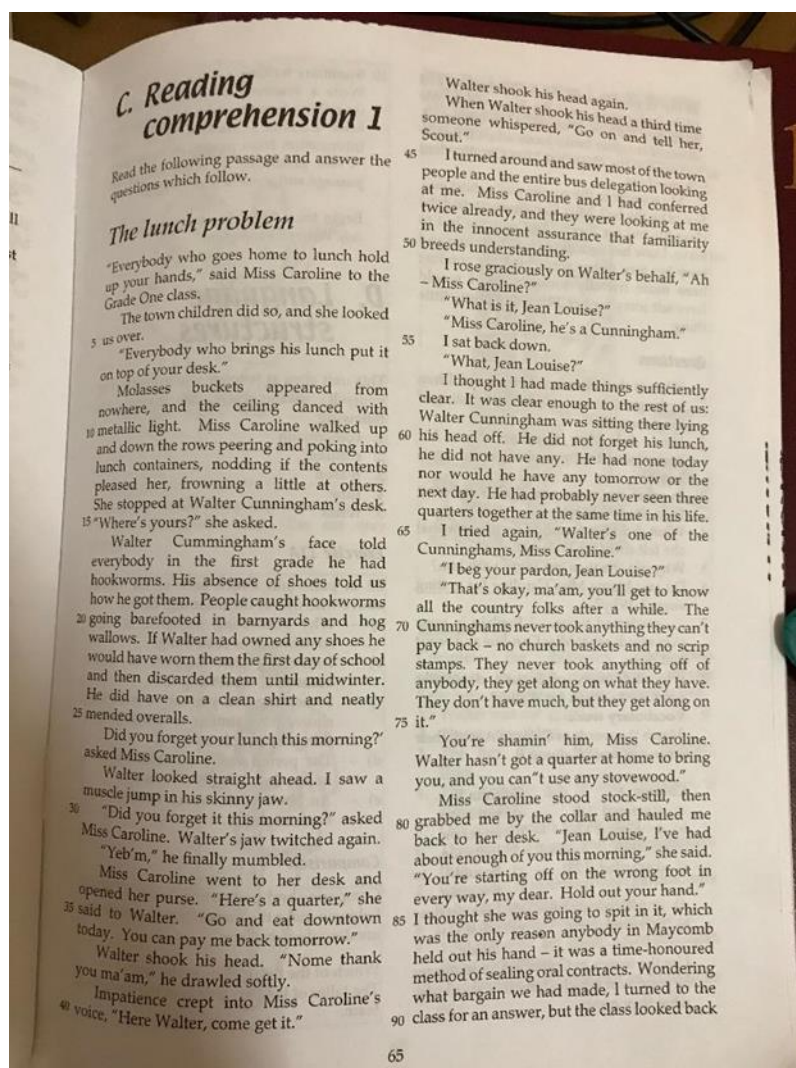 ll
st
C. Reading
comprehension 1
Read the following passage and answer the
questions which follow.
The lunch problem
"Everybody who goes home to lunch hold
up your hands," said Miss Caroline to the
Grade One class.
The town children did so, and she looked
5 us over.
"Everybody who brings his lunch put it
on top of your desk."
Molasses buckets appeared from
nowhere, and the ceiling danced with
10 metallic light. Miss Caroline walked up
and down the rows peering and poking into
lunch containers, nodding if the contents
pleased her, frowning a little at others.
She stopped at Walter Cunningham's desk.
15 "Where's yours?" she asked.
Walter Cummingham's face told
everybody in the first grade he had
hookworms. His absence of shoes told us
how he got them. People caught hookworms
20 going barefooted in barnyards and hog
wallows. If Walter had owned any shoes he
would have worn them the first day of school
and then discarded them until midwinter.
He did have on a clean shirt and neatly
25 mended overalls.
Did you forget your lunch this morning?'
asked Miss Caroline.
Walter looked straight ahead. I saw a
muscle jump in his skinny jaw.
30 "Did you forget it this morning?" asked
Miss Caroline. Walter's jaw twitched again.
"Yeb'm," he finally mumbled.
Miss Caroline went to her desk and
opened her purse. "Here's a quarter," she
35 said to Walter. "Go and eat downtown
today. You can pay me back tomorrow."
Walter shook his head. "Nome thank
you ma'am," he drawled softly.
Impatience crept into Miss Caroline's
40 voice, "Here Walter, come get it."
Walter shook his head again.
When Walter shook his head a third time
someone whispered, "Go on and tell her,
Scout."
45 I turned around and saw most of the town
people and the entire bus delegation looking
at me. Miss Caroline and I had conferred
twice already, and they were looking at me
in the innocent assurance that familiarity
50 breeds understanding.
I rose graciously on Walter's behalf, "Ah
– Miss Caroline?"
"What is it, Jean Louise?"
"Miss Caroline, he's a Cunningham."
55 I sat back down.
"What, Jean Louise?"
I thought I had made things sufficiently
clear. It was clear enough to the rest of us:
Walter Cunningham was sitting there lying
60 his head off. He did not forget his lunch,
he did not have any. He had none today
nor would he have any tomorrow or the
next day. He had probably never seen three
quarters together at the same time in his life.
65 I tried again, "Walter's one of the
Cunninghams, Miss Caroline."
"I beg your pardon, Jean Louise?"
"That's okay, ma'am, you'll get to know
all the country folks after a while. The
70 Cunninghams never took anything they can't
pay back – no church baskets and no scrip
stamps. They never took anything off of
anybody, they get along on what they have.
They don't have much, but they get along on
75 it."
You're shamin' him, Miss Caroline.
Walter hasn't got a quarter at home to bring
you, and you can"t use any stovewood."
Miss Caroline stood stock-still, then
80 grabbed me by the collar and hauled me
back to her desk. "Jean Louise, I've had
about enough of you this morning," she said.
"You're starting off on the wrong foot in
every way, my dear. Hold out your hand."
85 I thought she was going to spit in it, which
was the only reason anybody in Maycomb
held out his hand – it was a time-honoured
method of sealing oral contracts. Wondering
what bargain we had made, I turned to the
90 class for an answer, but the class looked back
65